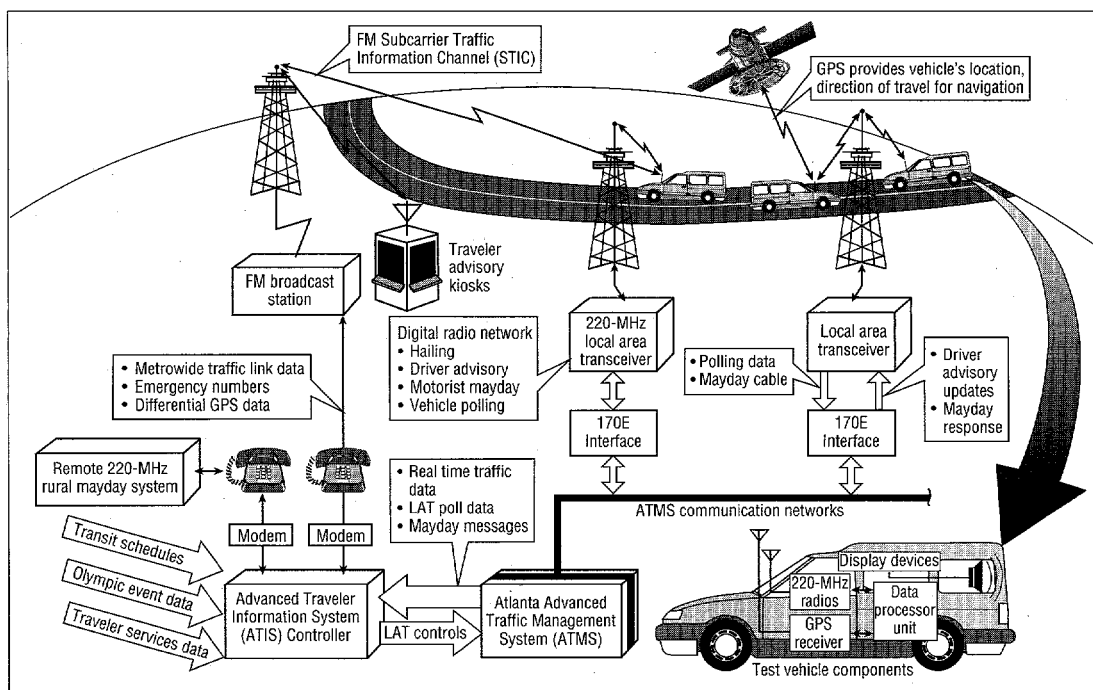 FM Subcarrier Traffic
Information Channel (STIC)
GPS provides vehicle's location,
direction of travel for navigation
Traveler
advisory
kiosks
FM broadcast
station
Digital radio network
• Hailing
• Driver advisory
• Motorist mayday
• Vehicle polling
220-MHz
local area
transceiver
Local area
transceiver
• Polling data
• Mayday cable
• Driver
advisory
updates
• Mayday
response
• Metrowide traffic link data
• Emergency numbers
• Differential GPS data
170E
Interface
170E
Interface
Remote 220-MHz
rural mayday system
• Real time traffic
data
• LAT poll data
• Mayday messages
ATMS communication networks
Modem
Modem
Transit schedules
Olympic event data
Traveler services data
Advanced Traveler
Information System
(ATIS) Controller
LAT controls
Atlanta Advanced
Traffic Management
System (ATMS)
Display devices
220-MHz
radios
GPS
receiver
Data
processor
unit
Test vehicle components